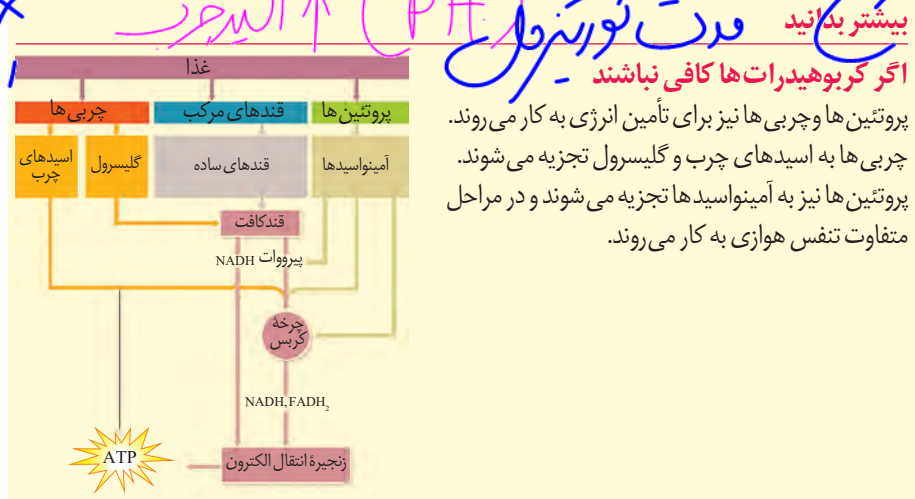 بیشتر بدانید
اگر کربوهیدرات‌ها کافی نباشند
پروتئین‌ها وچربی‌ها نیز برای تأمین انرژی به کار می‌روند.
چربی‌ها به اسیدهای چرب و گلیسرول تجزیه می‌شوند.
پروتئین‌ها نیز به آمینواسیدها تجزیه می‌شوند و در مراحل
متفاوت تنفس هوازی به کار می‌روند.
غذا
پروتئین‌ها
قندهای مرکب
چربی‌ها
آمینواسیدها
قندهای ساده
گلیسرول
اسیدهای
چرب
قندکافت
پیرووات NADH
چرخهٔ
کربس
NADH,FADH₂
زنجیرهٔ انتقال الکترون
ATP